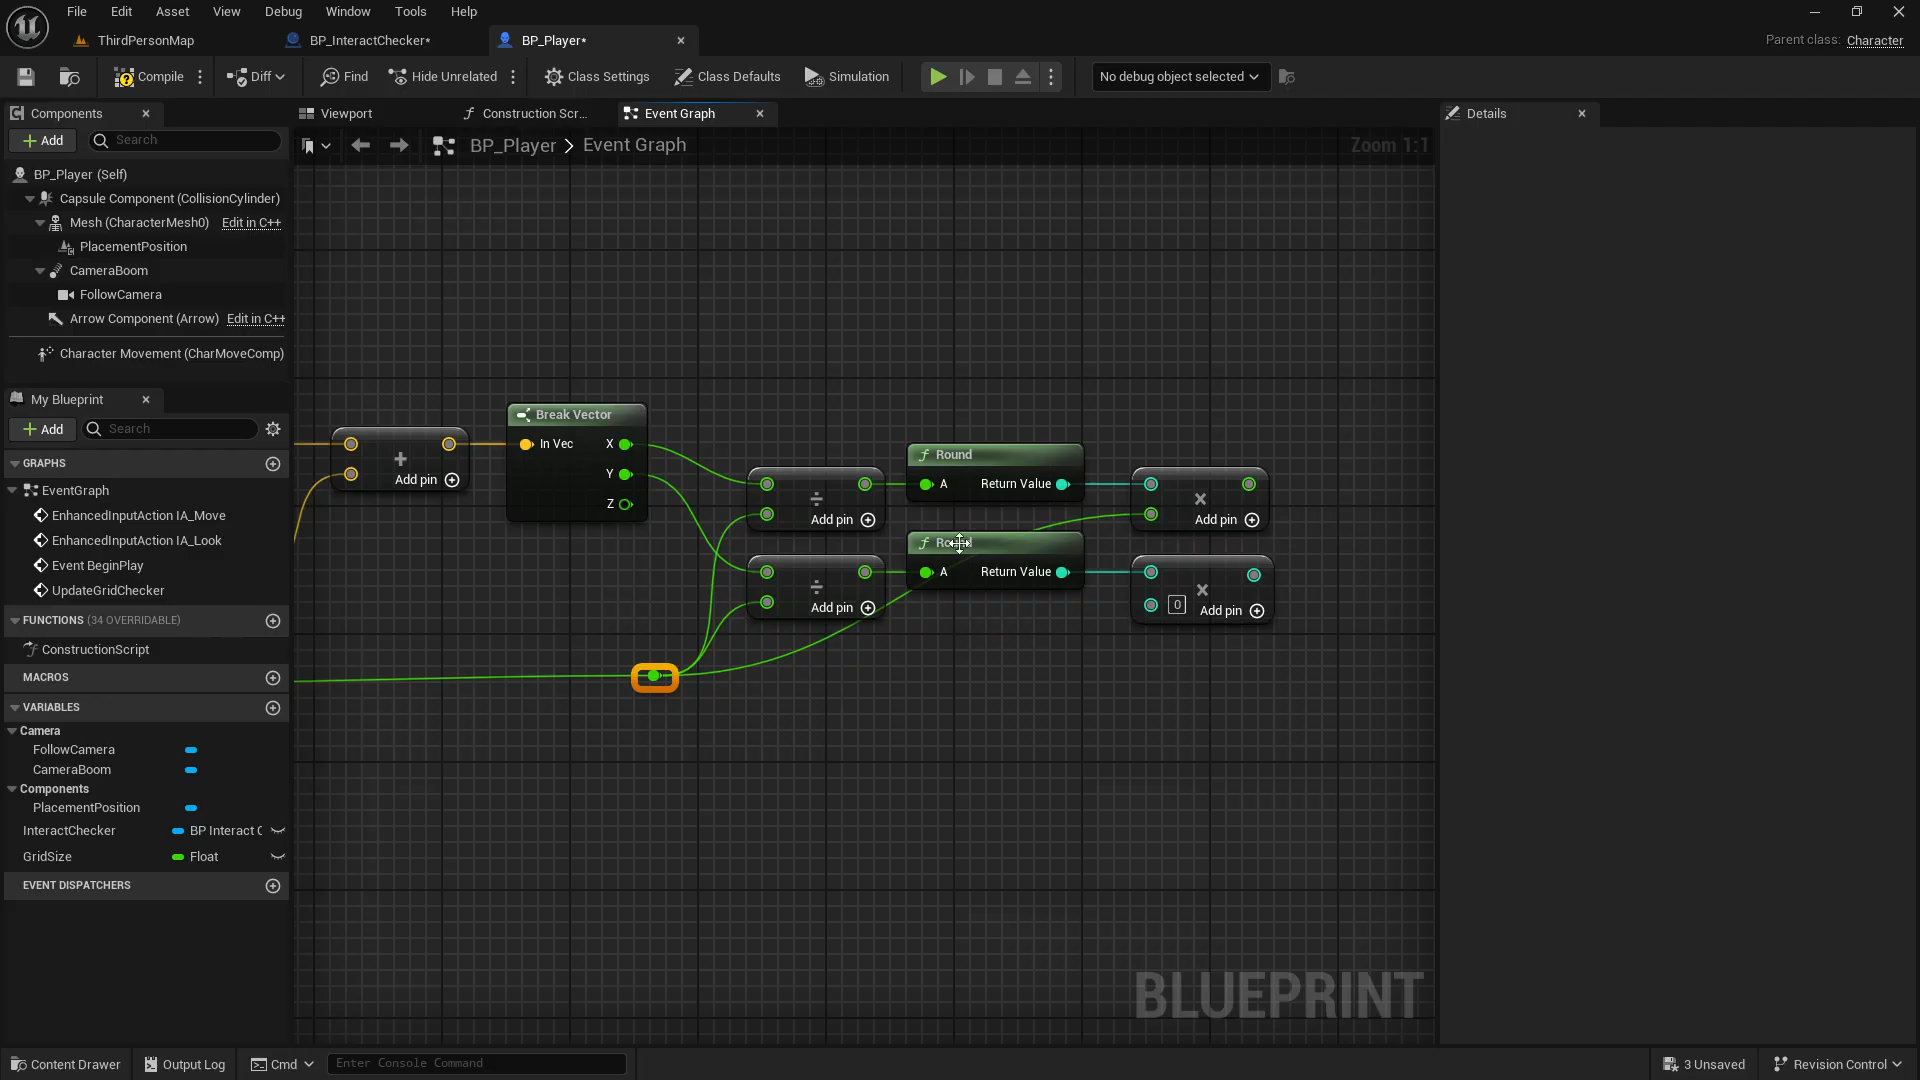 File Edit Asset View Debug Window Tools Help
ThirdPersonMap BP_InteractChecker* BP_Player* Parent class: Character
Compile Diff Find Hide Unrelated Class Settings Class Defaults Simulation No debug object selected
Components Viewport Construction Scr... Event Graph Details
Add Search
BP_Player > Event Graph Zoom 1:1
BP_Player (Self)
Capsule Component (CollisionCylinder)
Mesh (CharacterMesh0) Edit in C++
PlacementPosition
CameraBoom
FollowCamera
Arrow Component (Arrow) Edit in C++
Character Movement (CharMoveComp)
My Blueprint
Add Search
GRAPHS
EventGraph
EnhancedInputAction IA_Move
EnhancedInputAction IA_Look
Event BeginPlay
UpdateGridChecker
FUNCTIONS (34 OVERRIDABLE)
ConstructionScript
MACROS
VARIABLES
Camera
FollowCamera
CameraBoom
Components
PlacementPosition
InteractChecker BP Interact C
GridSize Float
EVENT DISPATCHERS
+
Add pin
Break Vector
In Vec X
Y
Z
÷
Add pin
÷
Add pin
Round
A Return Value
Round
A Return Value
×
Add pin
×
0 Add pin
BLUEPRINT
Content Drawer Output Log Cmd Enter Console Command 3 Unsaved Revision Control